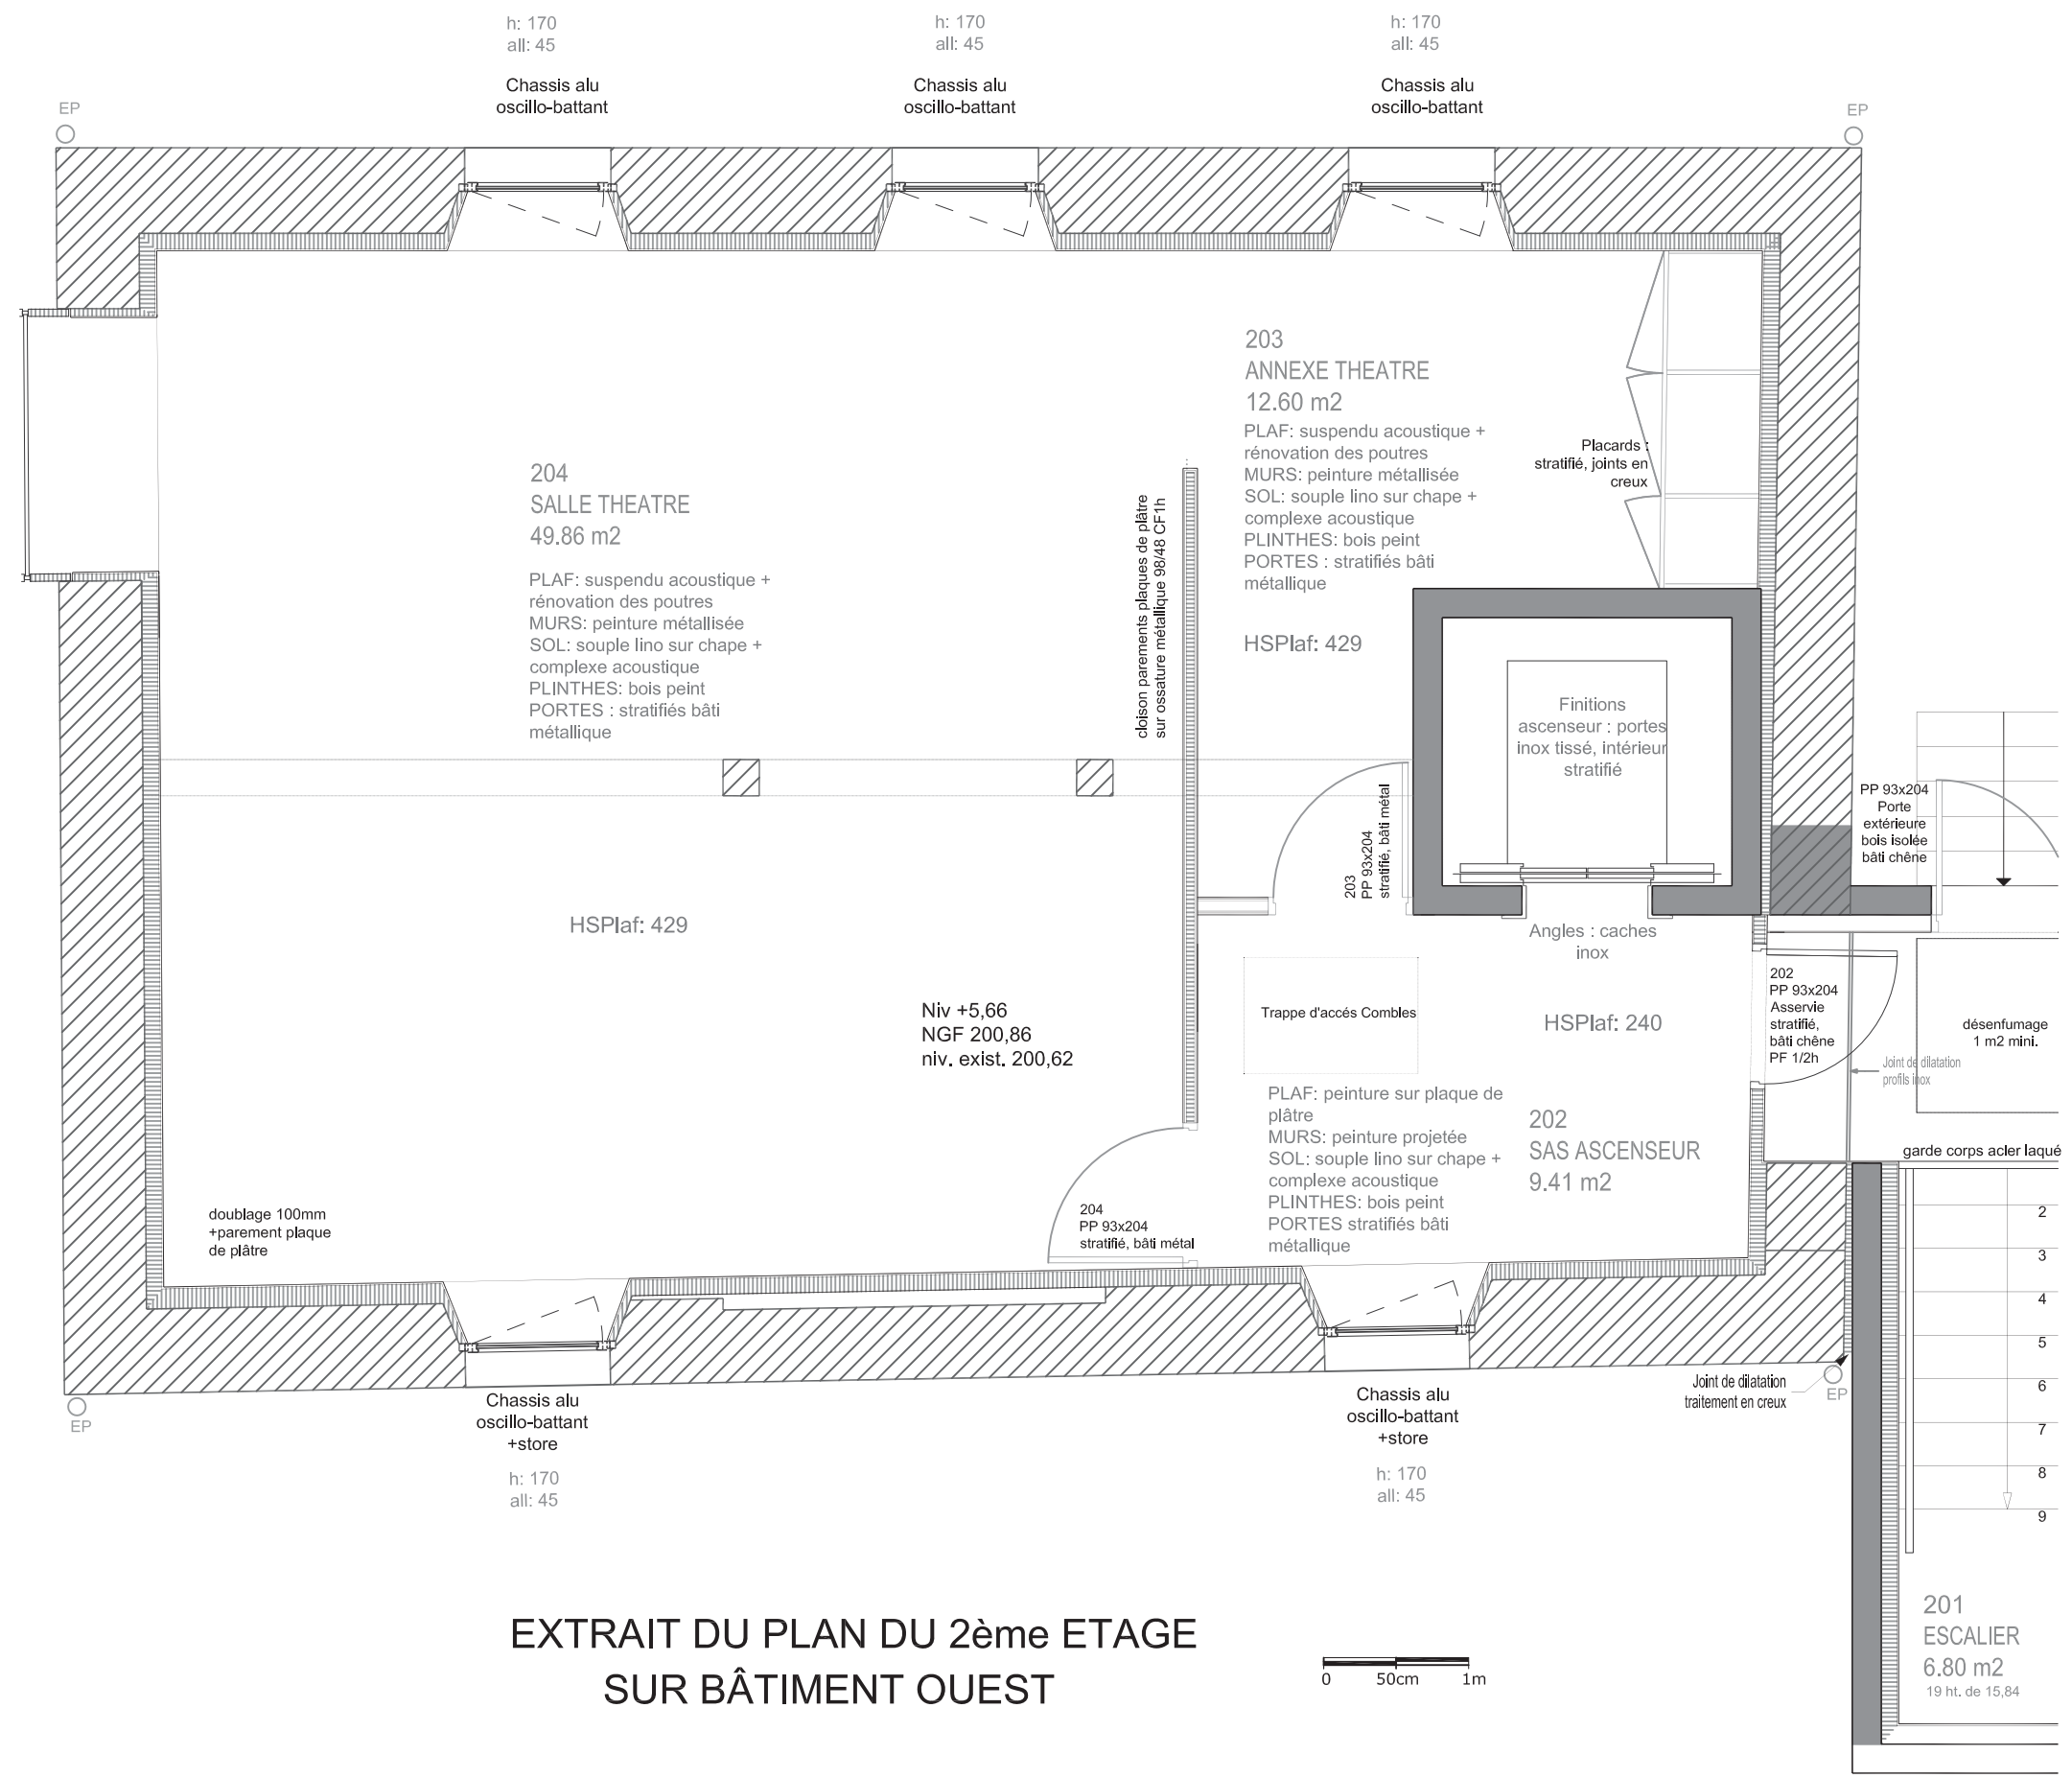 h: 170
all: 45
Chassis alu
oscillo-battant
h: 170
all: 45
Chassis alu
oscillo-battant
h: 170
all: 45
Chassis alu
oscillo-battant
EP
EP
203
ANNEXE THEATRE
12.60 m2
PLAF: suspendu acoustique +
rénovation des poutres
MURS: peinture métallisée
SOL: souple lino sur chape +
complexe acoustique
PLINTHES: bois peint
PORTES : stratifiés bâti
métallique
HSPlaf: 429
Placards :
stratifié, joints en
creux
204
SALLE THEATRE
49.86 m2
PLAF: suspendu acoustique +
rénovation des poutres
MURS: peinture métallisée
SOL: souple lino sur chape +
complexe acoustique
PLINTHES: bois peint
PORTES : stratifiés bâti
métallique
cloison parements plaques de plâtre
sur ossature métallique 98/48 CF1h
Finitions
ascenseur : portes
inox tissé, intérieur
stratifié
203
PP 93x204
stratifié, bâti métal
PP 93x204
Porte
extérieure
bois isolée
bâti chêne
HSPlaf: 429
Angles : caches
inox
Niv +5,66
NGF 200,86
niv. exist. 200,62
Trappe d'accés Combles
HSPlaf: 240
202
PP 93x204
Asservie
stratifié,
bâti chêne
PF 1/2h
désenfumage
1 m2 mini.
Joint de dilatation
profils inox
PLAF: peinture sur plaque de
plâtre
MURS: peinture projetée
SOL: souple lino sur chape +
complexe acoustique
PLINTHES: bois peint
PORTES stratifiés bâti
métallique
202
SAS ASCENSEUR
9.41 m2
garde corps acier laqué
doublage 100mm
+parement plaque
de plâtre
204
PP 93x204
stratifié, bâti métal
2
3
4
5
6
7
8
9
EP
Chassis alu
oscillo-battant
+store
h: 170
all: 45
Chassis alu
oscillo-battant
+store
h: 170
all: 45
Joint de dilatation
traitement en creux
EP
201
ESCALIER
6.80 m2
19 ht. de 15,84
EXTRAIT DU PLAN DU 2ème ETAGE
SUR BÂTIMENT OUEST
0 50cm 1m